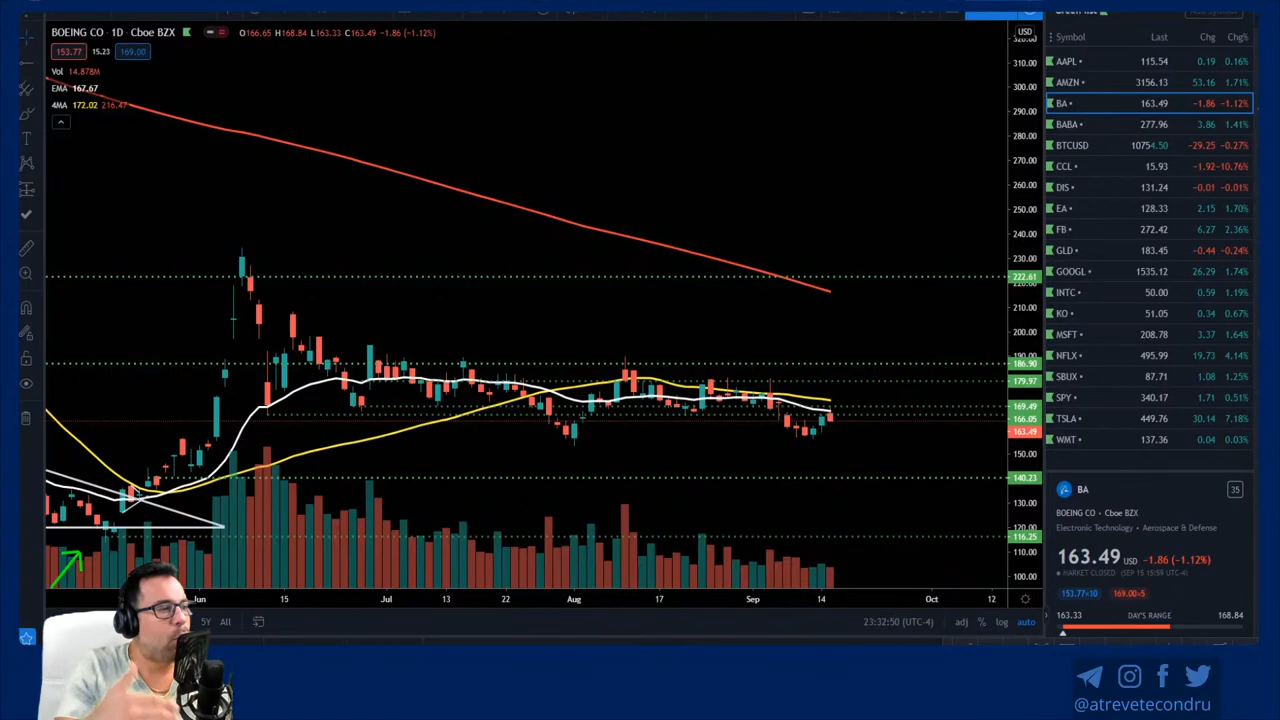 BOEING CO · 1D · Cboe BZX O166.65 H168.84 L163.33 C163.49 −1.86 (−1.12%)
153.77 15.23 169.00
Vol 14.878M
EMA 167.67
4MA 172.02 216.47
USD
310.00
300.00
290.00
280.00
270.00
260.00
250.00
240.00
230.00
222.61
210.00
200.00
190.00
186.90
179.97
169.49
166.05
163.49
150.00
140.23
130.00
120.00
116.25
110.00
100.00
Jun 15 Jul 13 22 Aug 17 Sep 14 Oct 12
5Y All 23:32:50 (UTC-4) adj % log auto
Symbol Last Chg Chg%
AAPL 115.54 0.19 0.16%
AMZN 3156.13 53.16 1.71%
BA 163.49 −1.86 −1.12%
BABA 277.96 3.86 1.41%
BTCUSD 10754.50 −29.25 −0.27%
CCL 15.93 −1.92 −10.76%
DIS 131.24 −0.01 −0.01%
EA 128.33 2.15 1.70%
FB 272.42 6.27 2.36%
GLD 183.45 −0.44 −0.24%
GOOGL 1535.12 26.29 1.74%
INTC 50.00 0.59 1.19%
KO 51.05 0.34 0.67%
MSFT 208.78 3.37 1.64%
NFLX 495.99 19.73 4.14%
SBUX 87.71 1.08 1.25%
SPY 340.17 1.71 0.51%
TSLA 449.76 30.14 7.18%
WMT 137.36 0.04 0.03%
BA 35
BOEING CO • Cboe BZX
Electronic Technology • Aerospace & Defense
163.49 USD −1.86 (−1.12%)
MARKET CLOSED (SEP 15 15:59 UTC-4)
153.77×10 169.00×5
163.33 DAY'S RANGE 168.84
@atrevetecondru